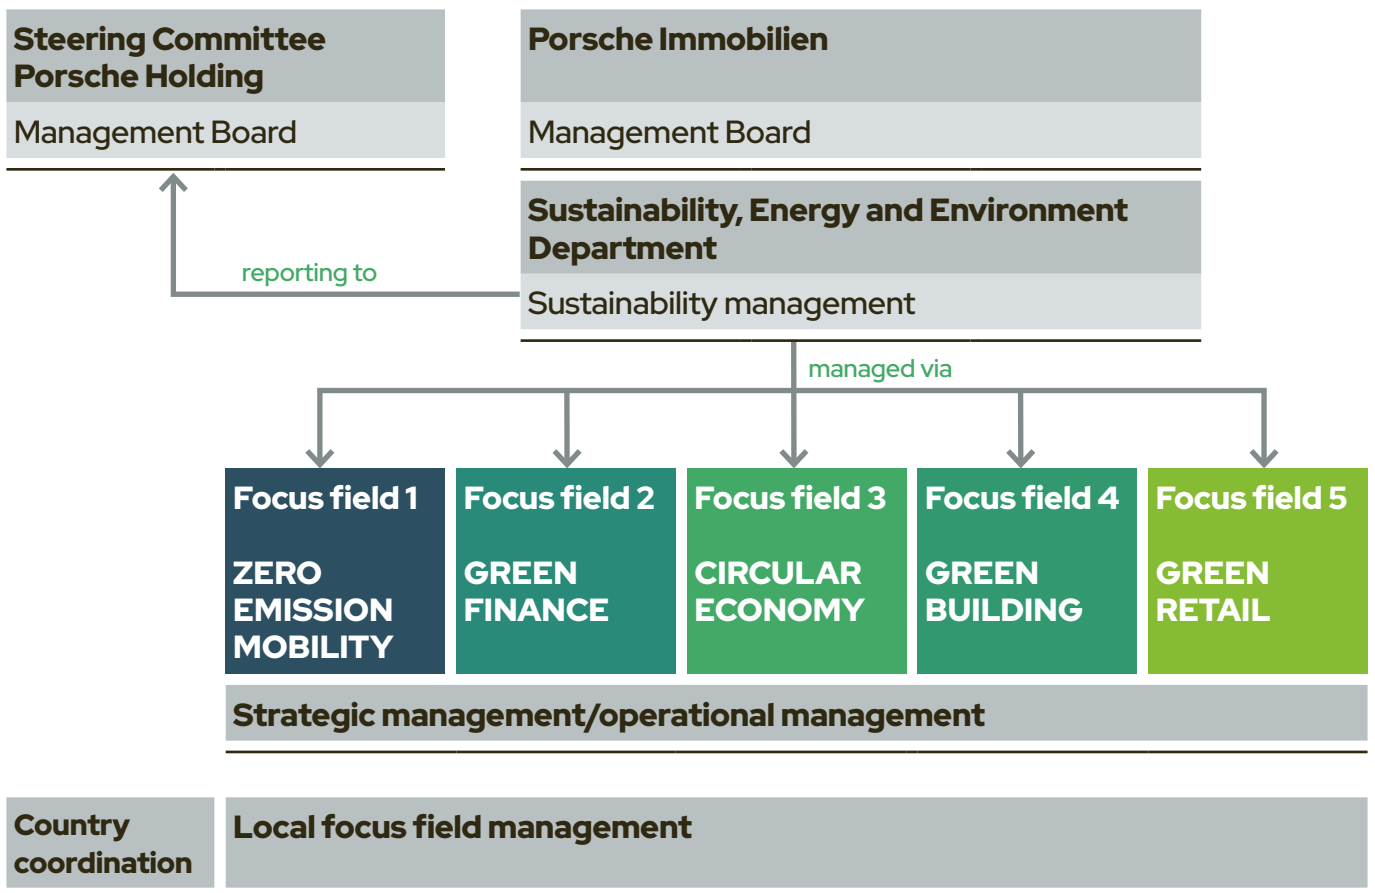 Steering Committee
Porsche Holding
Management Board
Porsche Immobilien
Management Board
Sustainability, Energy and Environment
Department
Sustainability management
reporting to
managed via
Focus field 1
ZERO
EMISSION
MOBILITY
Focus field 2
GREEN
FINANCE
Focus field 3
CIRCULAR
ECONOMY
Focus field 4
GREEN
BUILDING
Focus field 5
GREEN
RETAIL
Strategic management/operational management
Country
coordination
Local focus field management